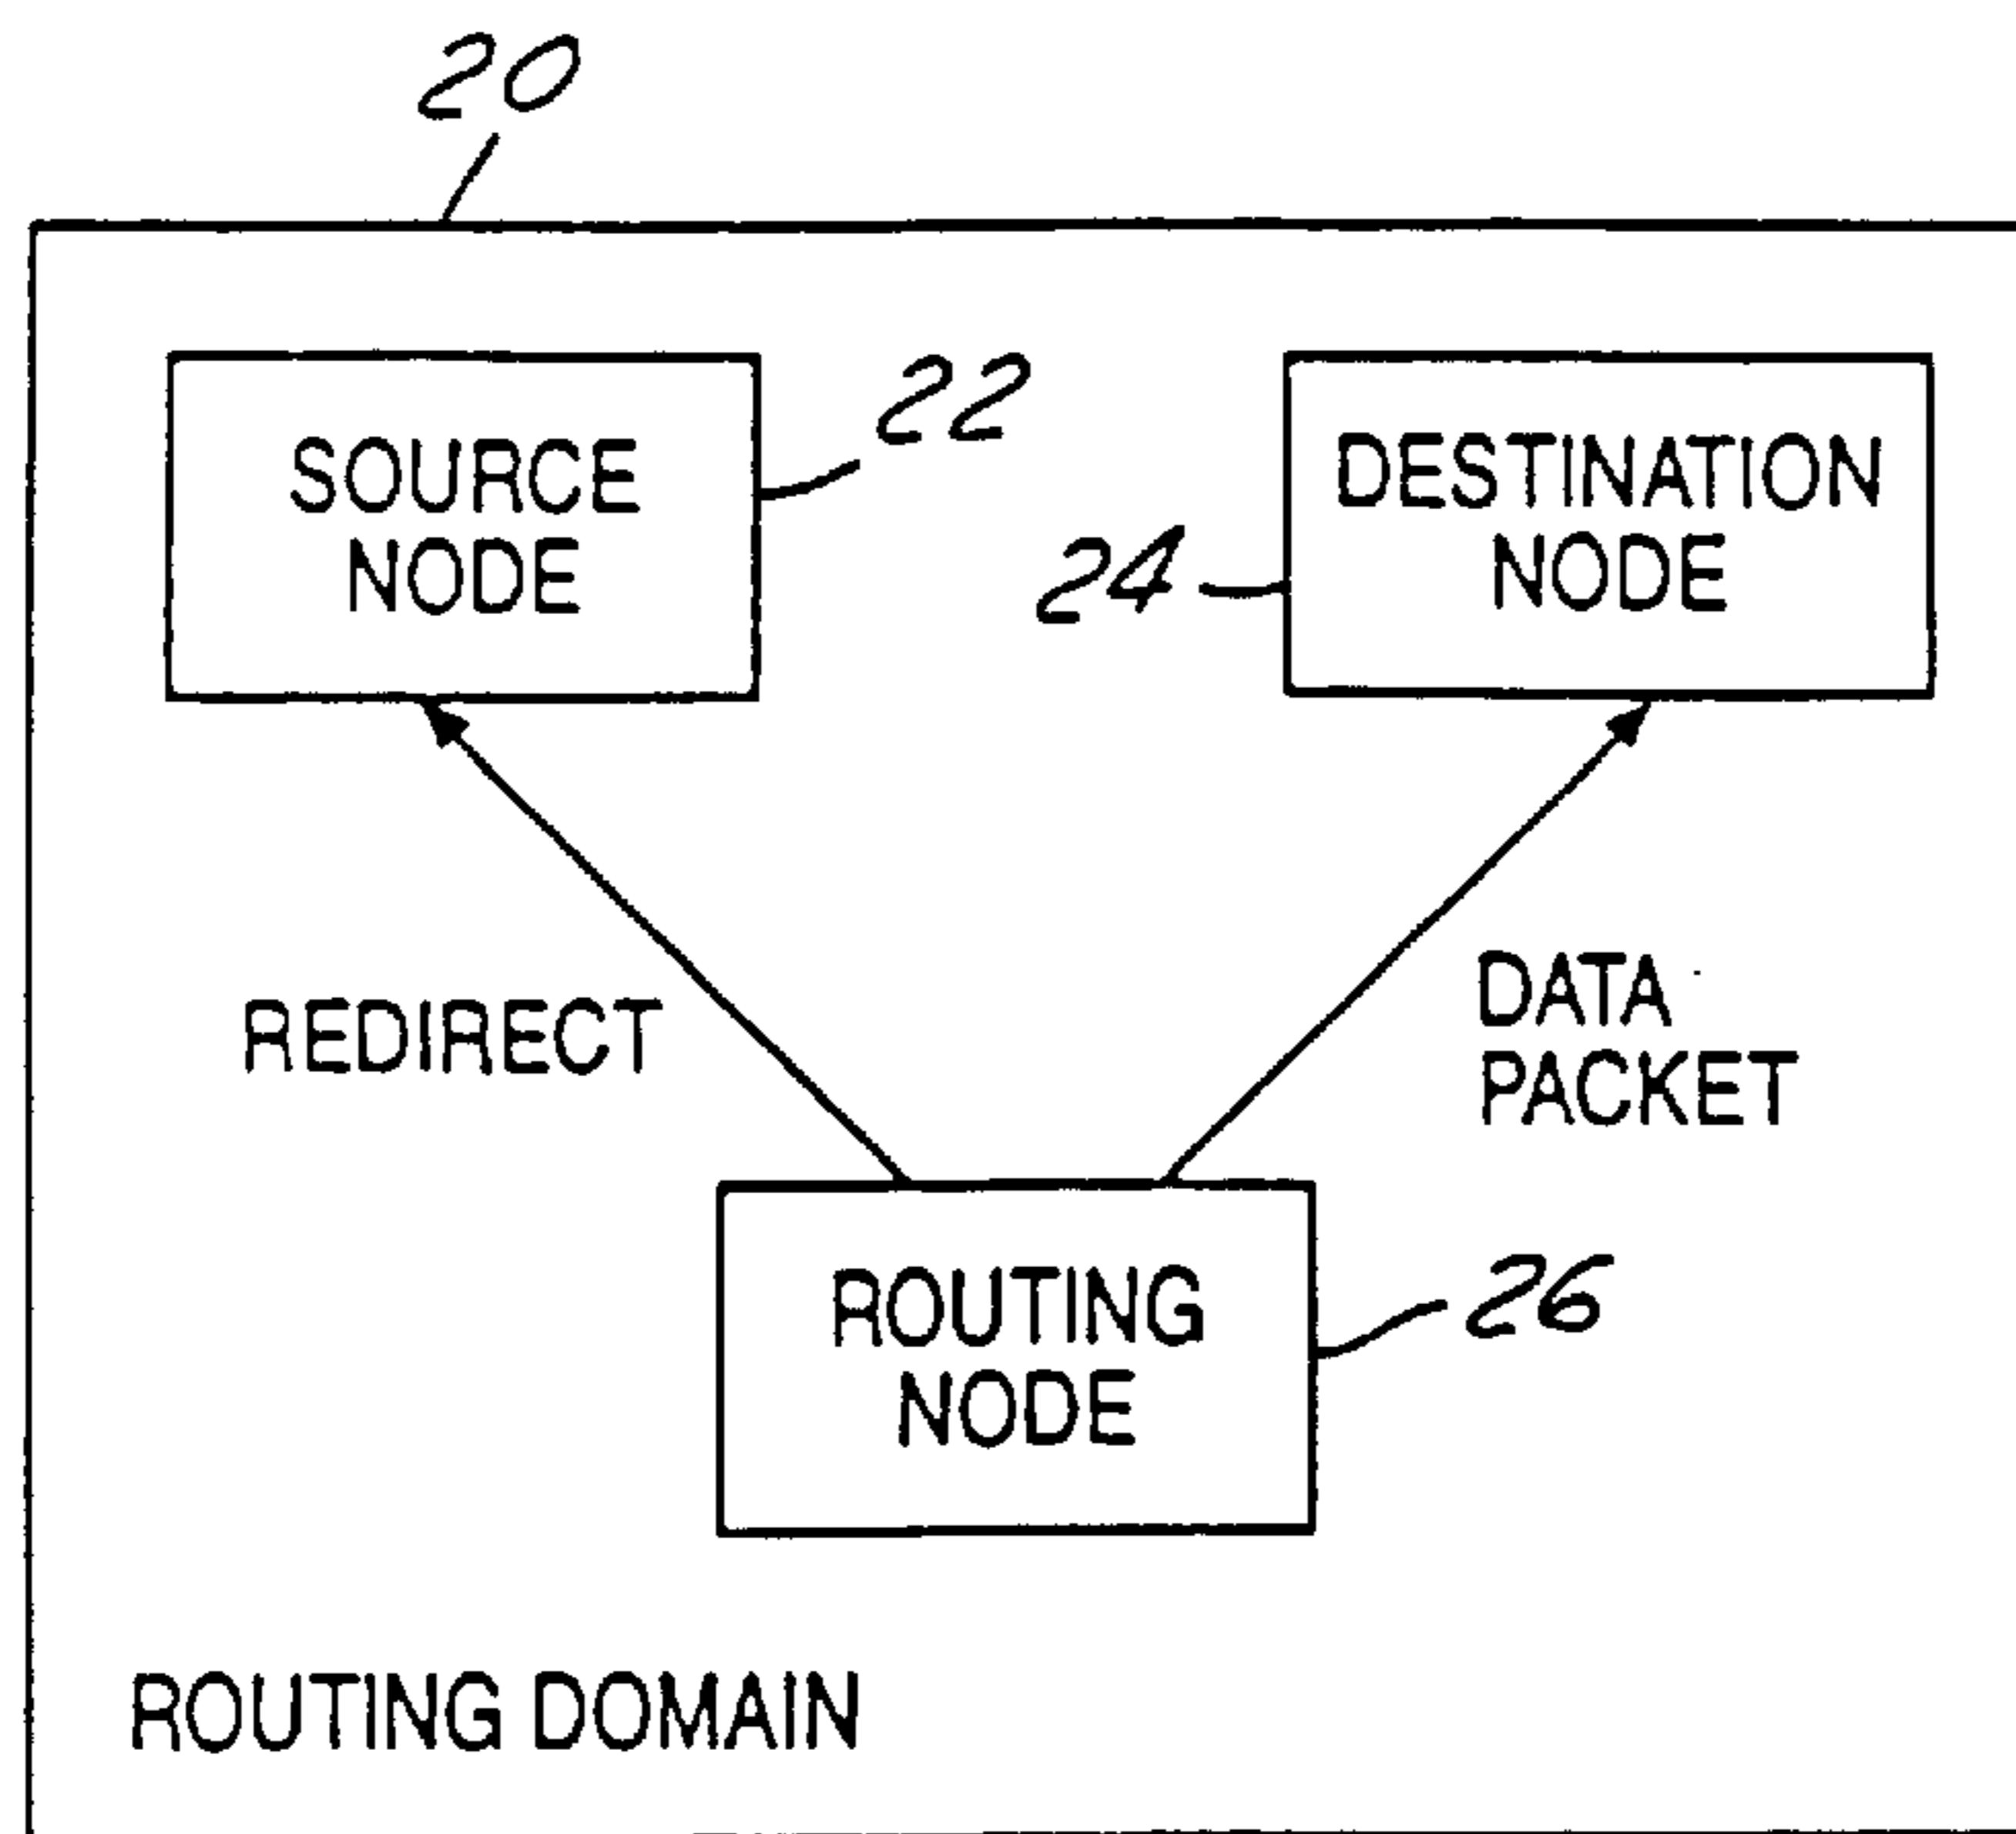 20
SOURCE
NODE
22
DESTINATION
NODE
24
REDIRECT
DATA
PACKET
ROUTING
NODE
26
ROUTING DOMAIN